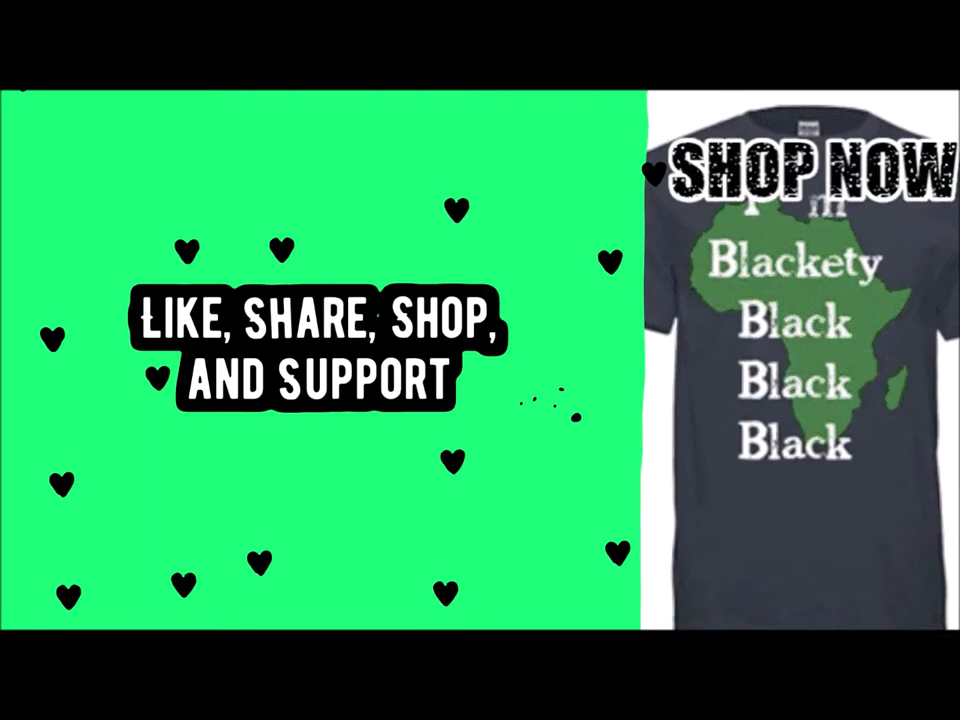 LIKE, SHARE, SHOP,
AND SUPPORT
SHOP NOW
Blackety
Black
Black
Black